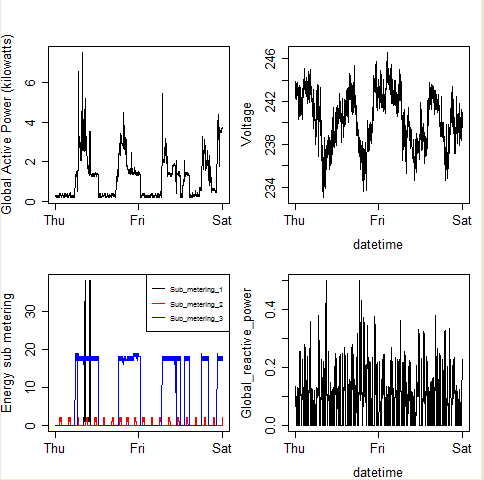 Global Active Power (kilowatts)
0 2 4 6
Thu Fri Sat
Voltage
234 238 242 246
Thu Fri Sat
datetime
Energy sub metering
0 10 20 30
Sub_metering_1
Sub_metering_2
Sub_metering_3
Thu Fri Sat
Global_reactive_power
0.0 0.2 0.4
Thu Fri Sat
datetime